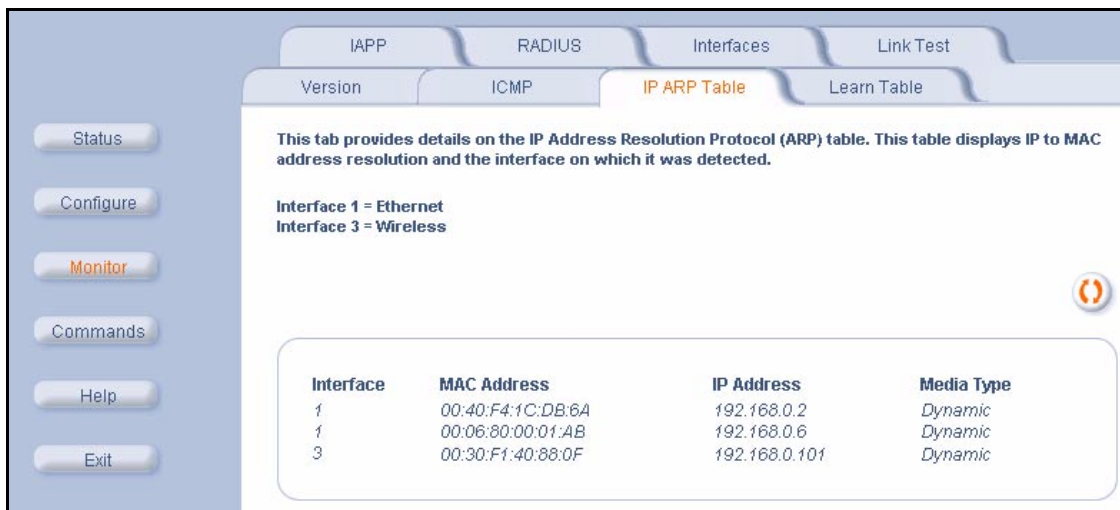 IAPP RADIUS Interfaces Link Test
Version ICMP IP ARP Table Learn Table
Status
Configure
Monitor
Commands
Help
Exit
This tab provides details on the IP Address Resolution Protocol (ARP) table. This table displays IP to MAC
address resolution and the interface on which it was detected.
Interface 1 = Ethernet
Interface 3 = Wireless
Interface MAC Address IP Address Media Type
1 00:40:F4:1C:DB:6A 192.168.0.2 Dynamic
1 00:06:80:00:01:AB 192.168.0.6 Dynamic
3 00:30:F1:40:88:0F 192.168.0.101 Dynamic